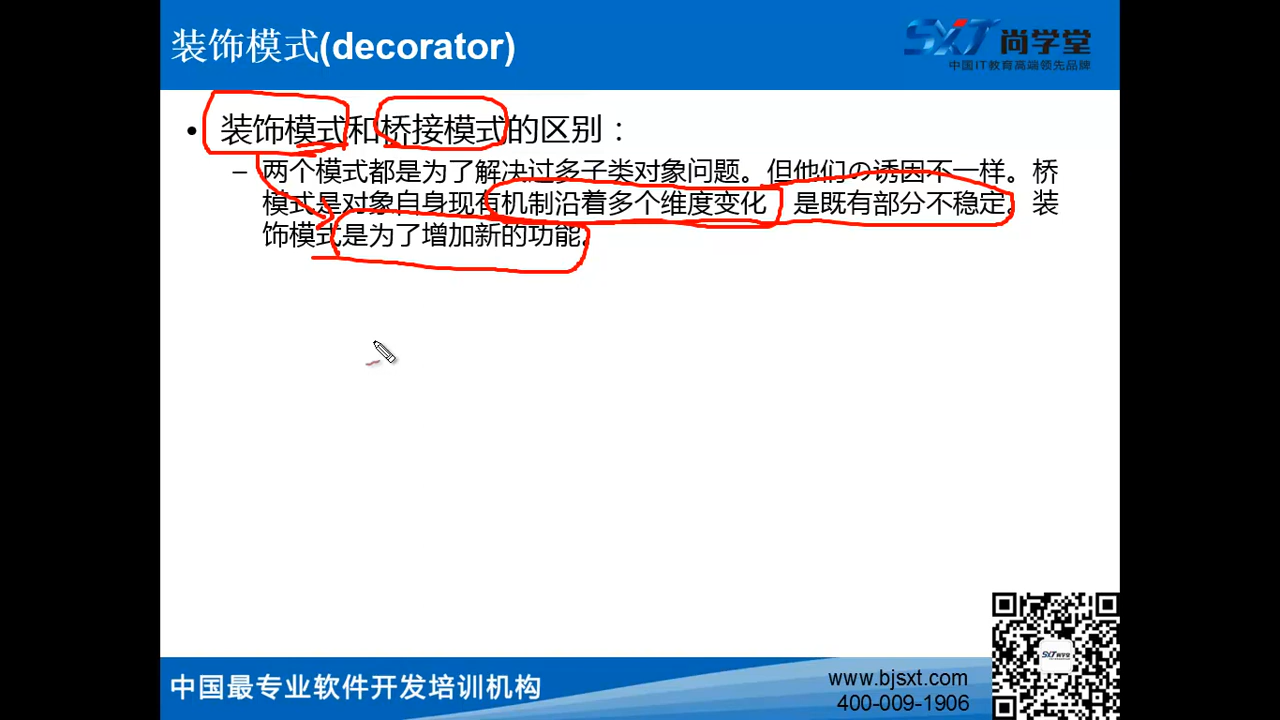 装饰模式(decorator)
SXT 尚学堂
中国IT教育高端领先品牌
• 装饰模式和桥接模式的区别：
– 两个模式都是为了解决过多子类对象问题。但他们の诱因不一样。桥
模式是对象自身现有机制沿着多个维度变化，是既有部分不稳定。装
饰模式是为了增加新的功能。
中国最专业软件开发培训机构
www.bjsxt.com
400-009-1906
SXT 尚学堂